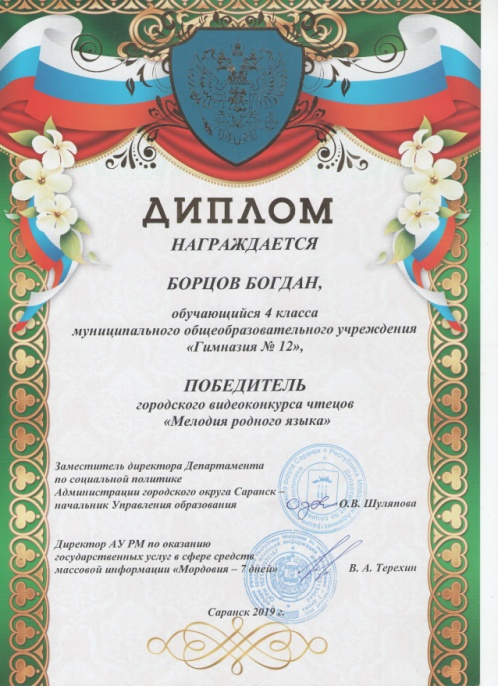 ДИПЛОМ
НАГРАЖДАЕТСЯ
БОРЦОВ БОГДАН,
обучающийся 4 класса
муниципального общеобразовательного учреждения
«Гимназия № 12»,
ПОБЕДИТЕЛЬ
городского видеоконкурса чтецов
«Мелодия родного языка»
Заместитель директора Департамента
по социальной политике
Администрации городского округа Саранск –
начальник Управления образования О.В. Шуляпова
Директор АУ РМ по оказанию
государственных услуг в сфере средств
массовой информации «Мордовия – 7 дней» В. А. Терехин
Саранск 2019 г.